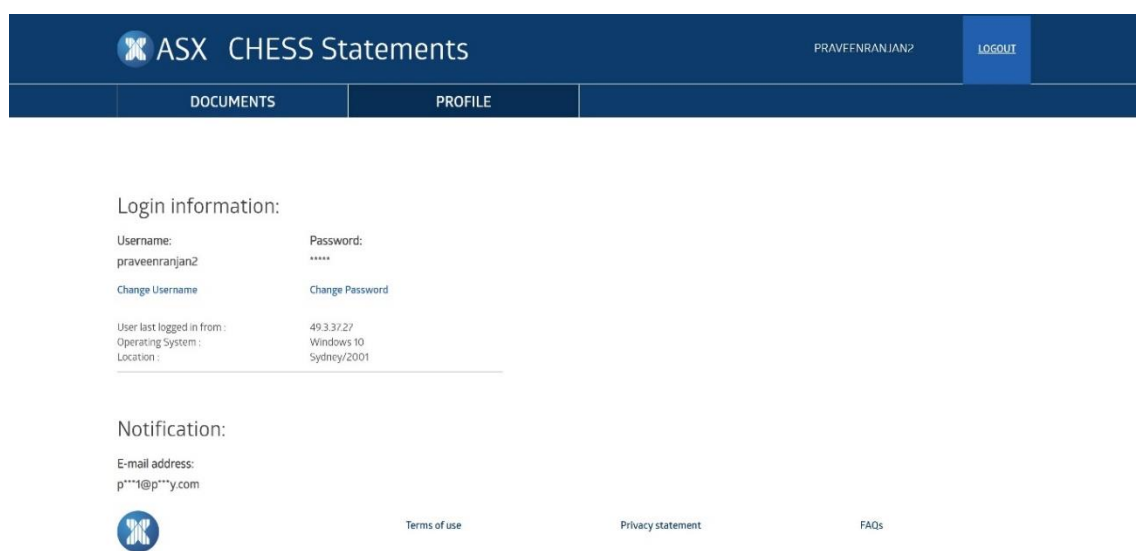 ASX CHESS Statements
PRAVEENRANJAN2
LOGOUT
DOCUMENTS
PROFILE
Login information:
Username: Password:
praveenranjan2 *****
Change Username Change Password
User last logged in from : 49.3.37.27
Operating System : Windows 10
Location : Sydney/2001
Notification:
E-mail address:
p***1@p***y.com
Terms of use Privacy statement FAQs